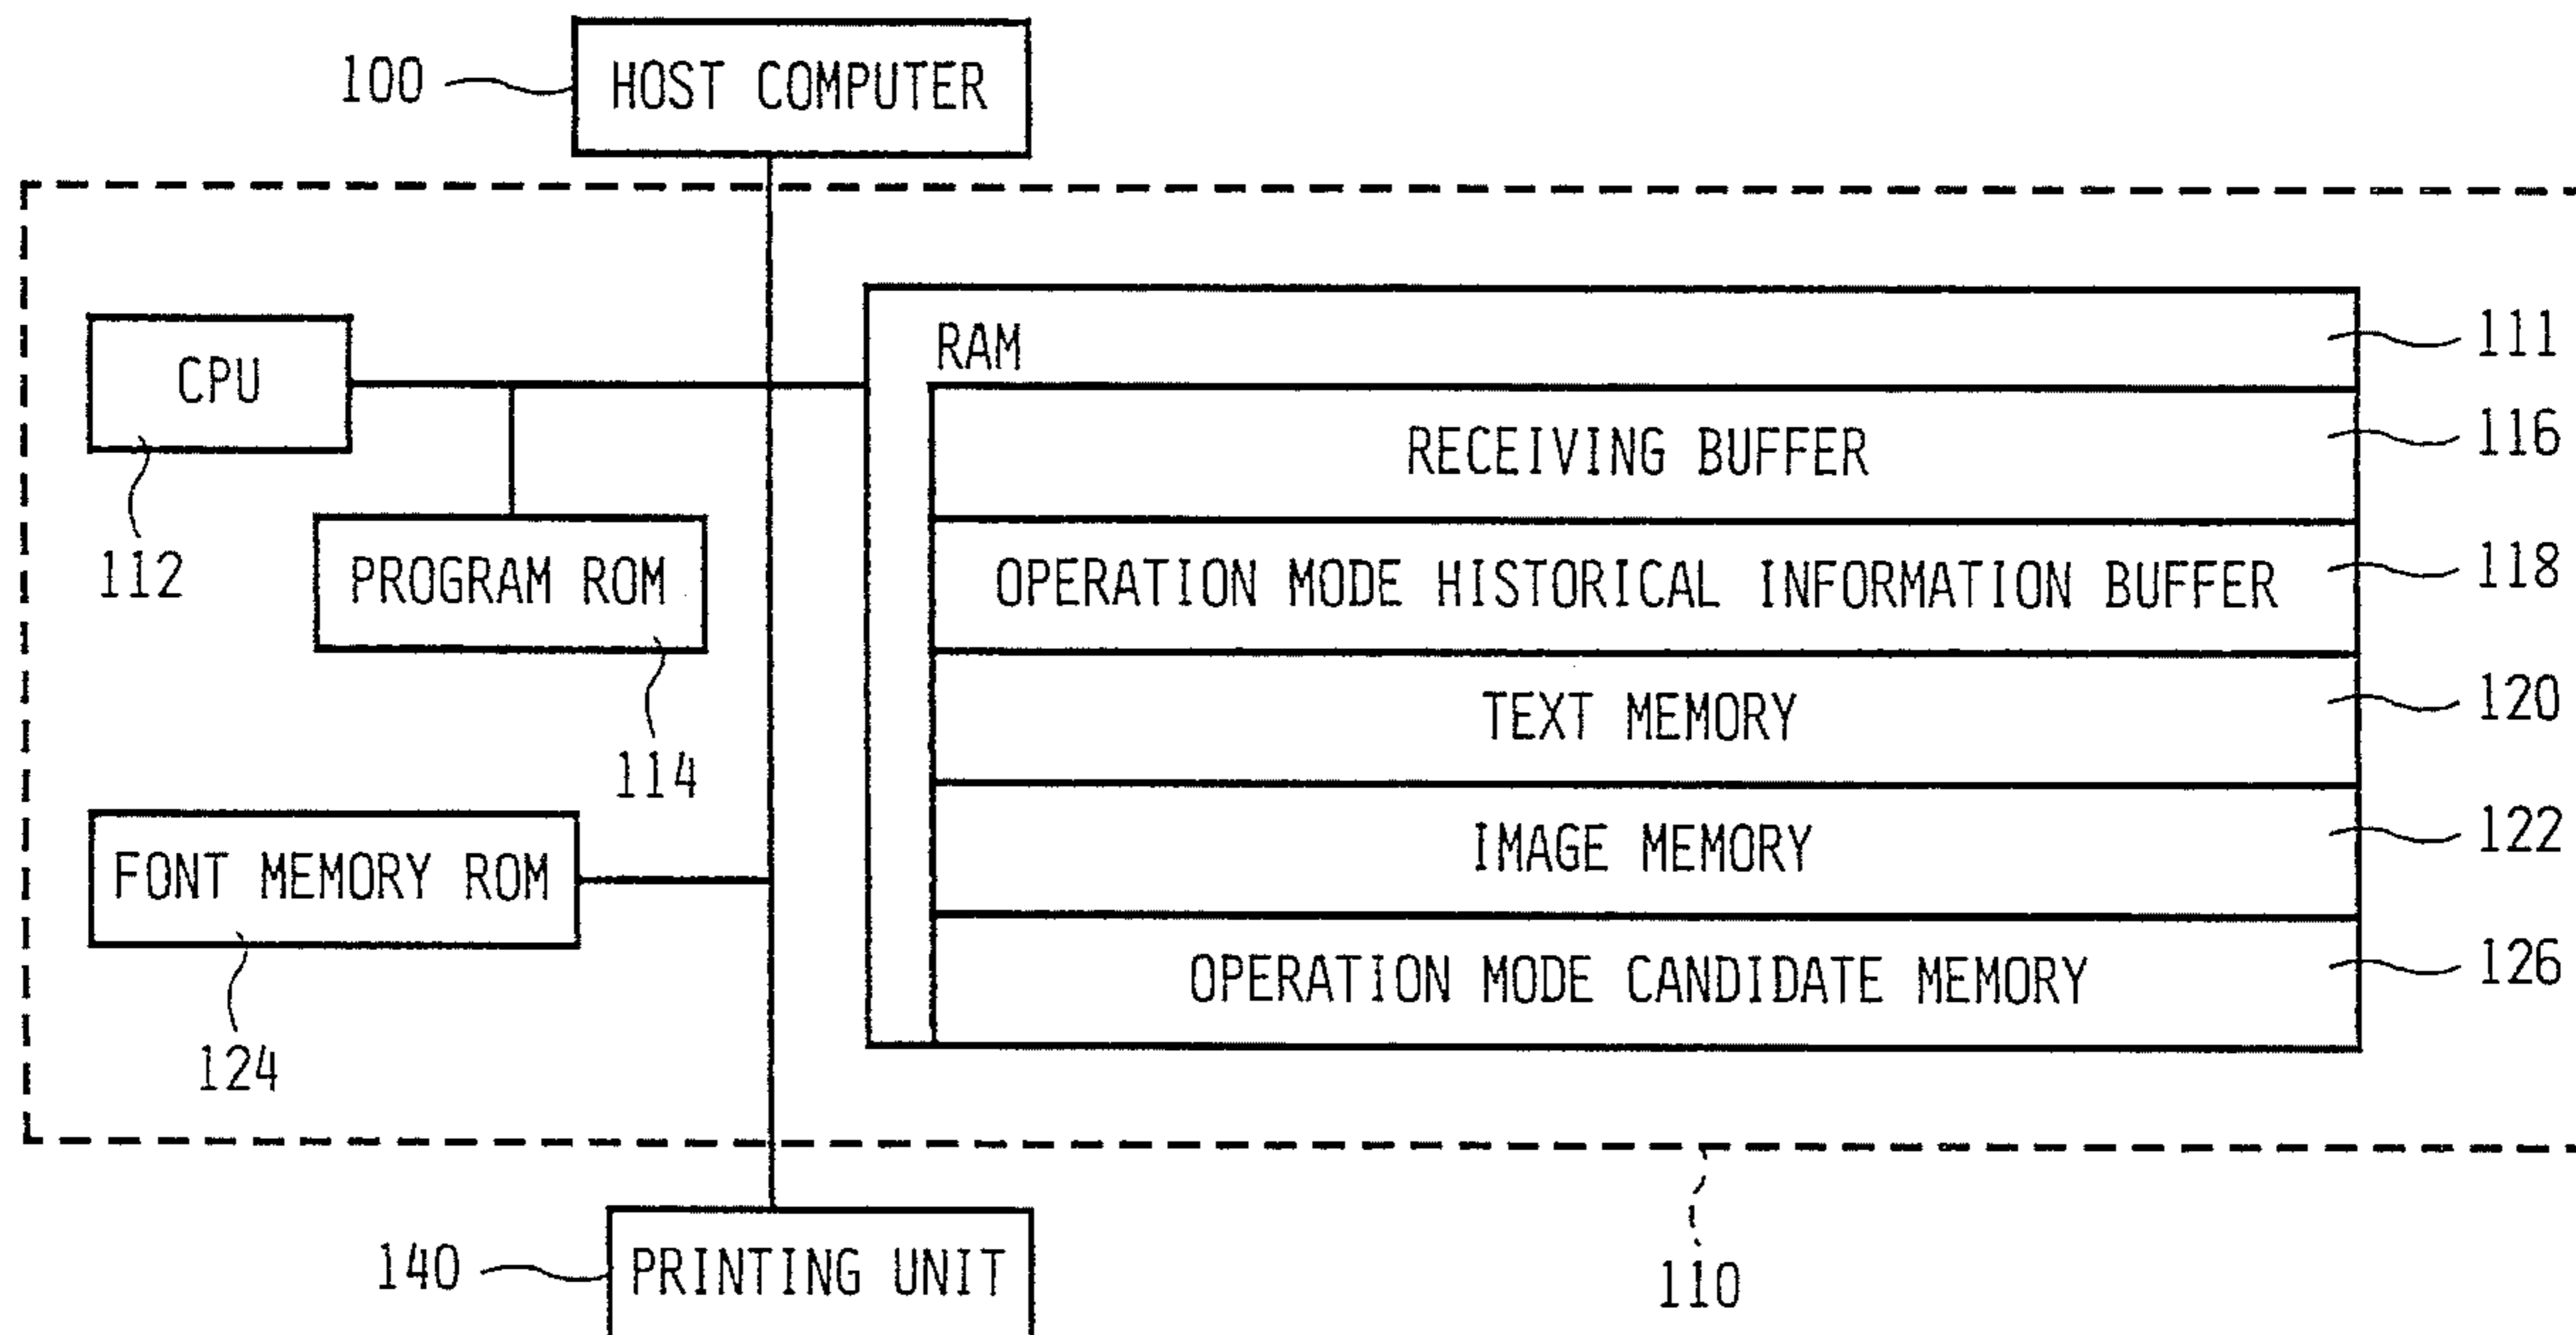 100 HOST COMPUTER
RAM 111
CPU
RECEIVING BUFFER 116
112
PROGRAM ROM
114
OPERATION MODE HISTORICAL INFORMATION BUFFER 118
TEXT MEMORY 120
IMAGE MEMORY 122
FONT MEMORY ROM
124
OPERATION MODE CANDIDATE MEMORY 126
140 PRINTING UNIT
110